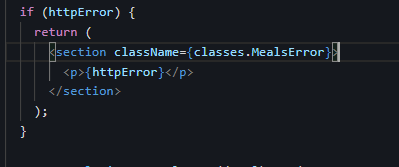 if (httpError) {
return (
<section className={classes.MealsError}>
<p>{httpError}</p>
</section>
);
}